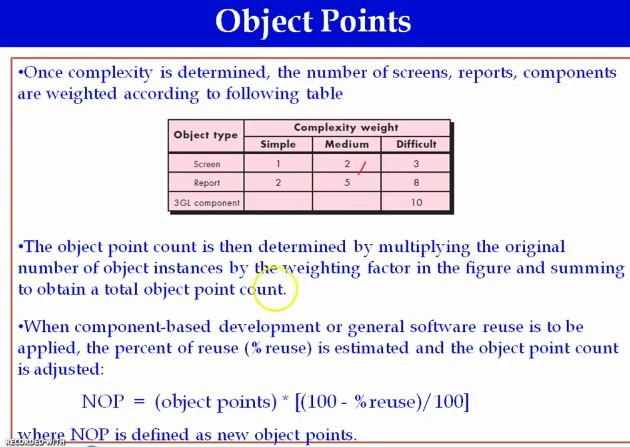 Object Points
•Once complexity is determined, the number of screens, reports, components
are weighted according to following table
Object type Complexity weight
Simple Medium Difficult
Screen 1 2 3
Report 2 5 8
3GL component 10
•The object point count is then determined by multiplying the original
number of object instances by the weighting factor in the figure and summing
to obtain a total object point count.
•When component-based development or general software reuse is to be
applied, the percent of reuse (%reuse) is estimated and the object point count
is adjusted:
NOP = (object points) * [(100 - %reuse)/100]
where NOP is defined as new object points.
RECORDED WITH